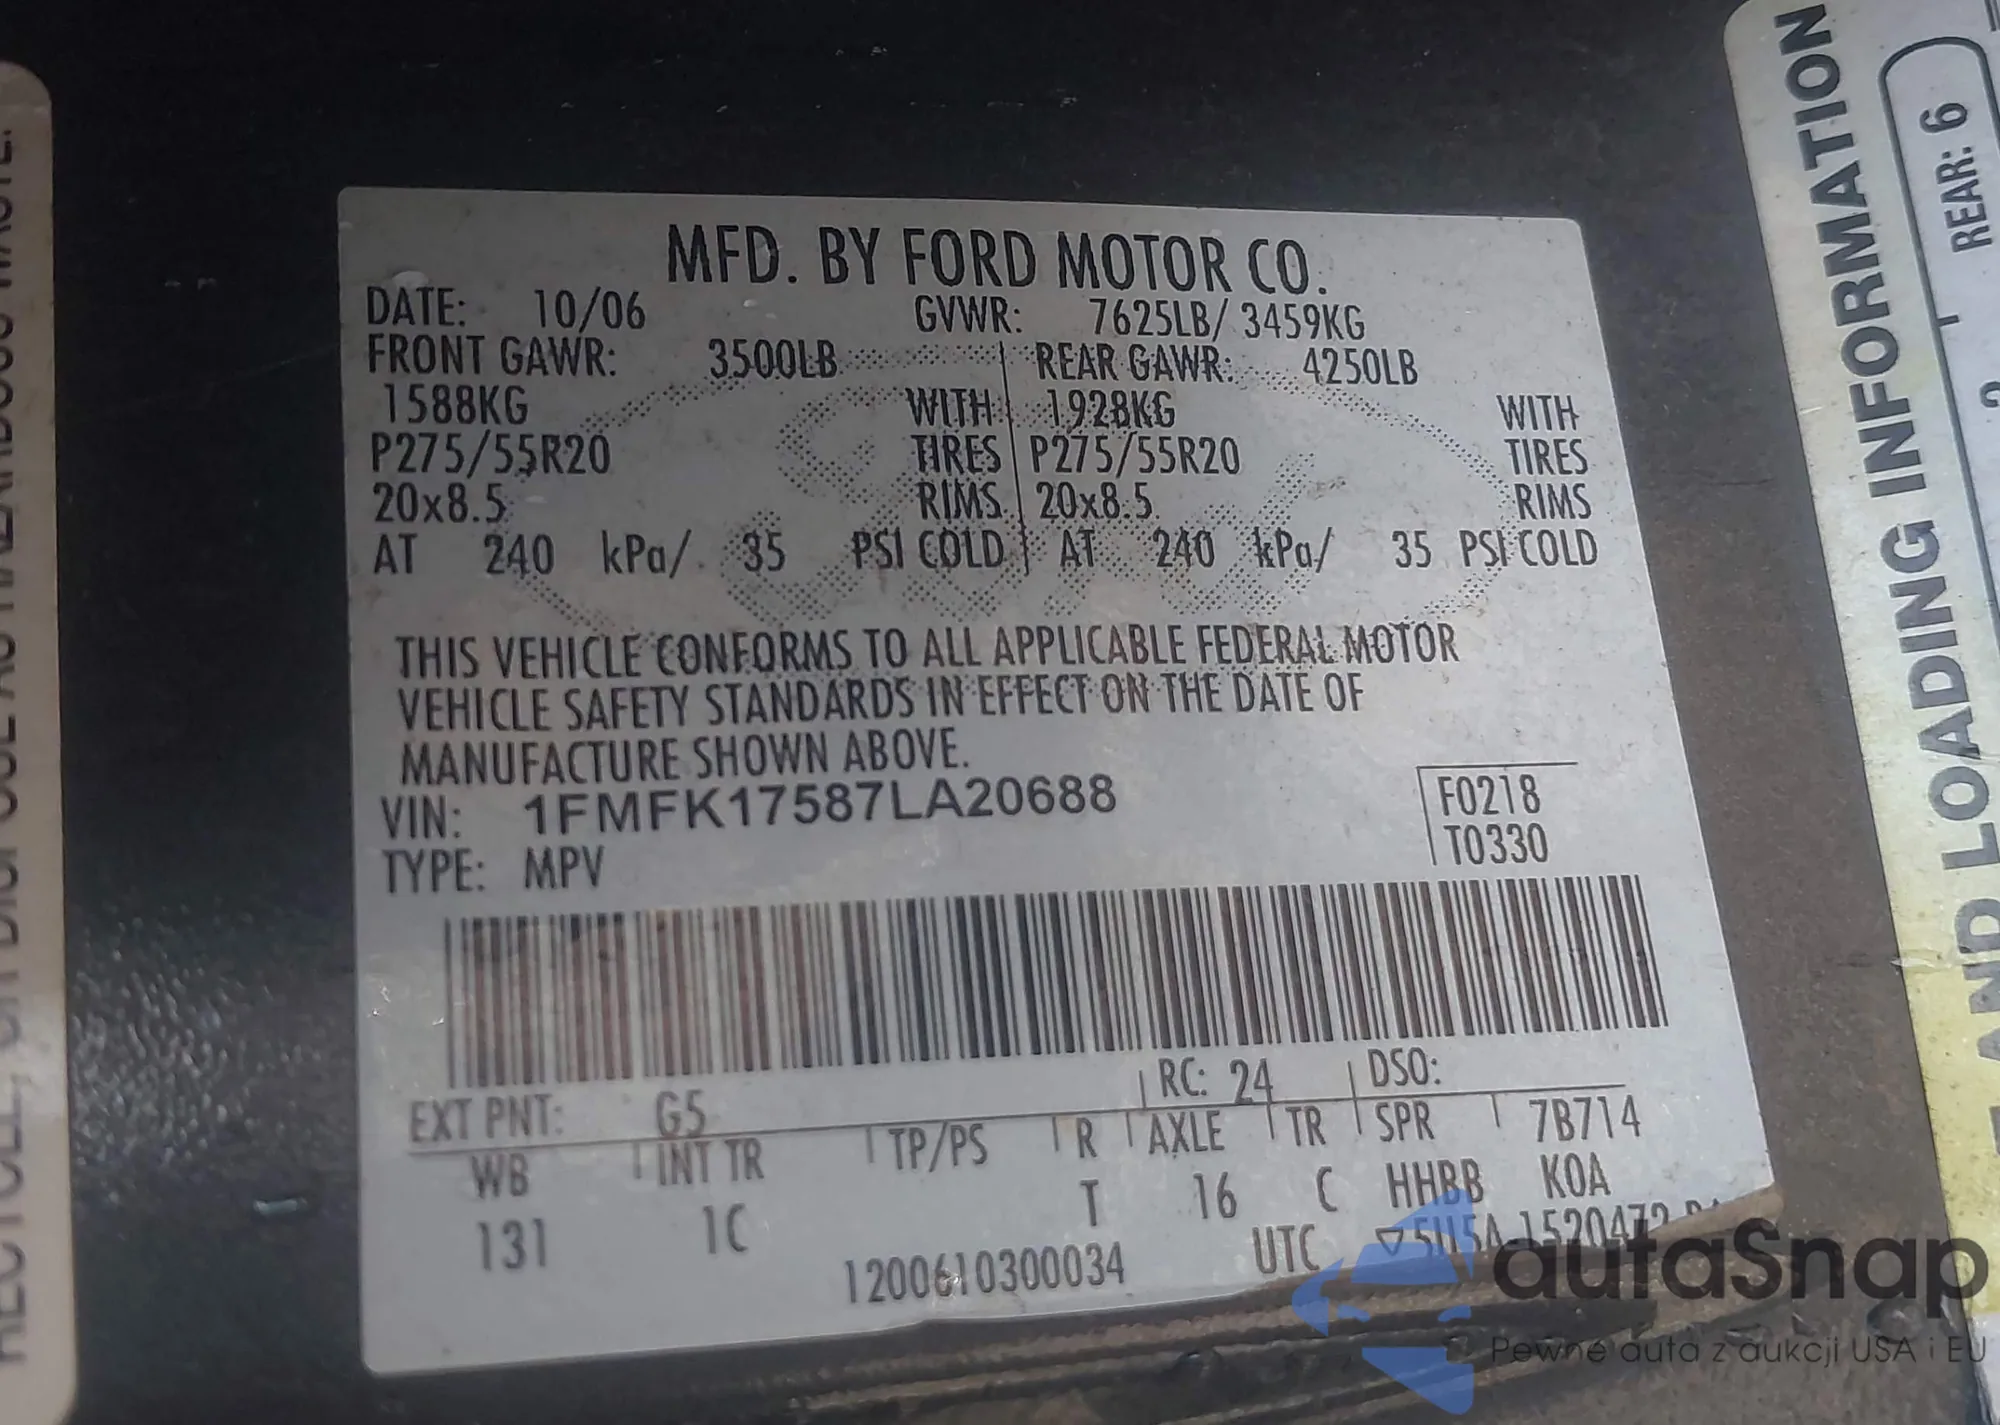 MFD. BY FORD MOTOR CO.
DATE: 10/06 GVWR: 7625LB/ 3459KG
FRONT GAWR: 3500LB REAR GAWR: 4250LB
1588KG WITH 1928KG WITH
P275/55R20 TIRES P275/55R20 TIRES
20x8.5 RIMS 20x8.5 RIMS
AT 240 kPa/ 35 PSI COLD AT 240 kPa/ 35 PSI COLD
THIS VEHICLE CONFORMS TO ALL APPLICABLE FEDERAL MOTOR
VEHICLE SAFETY STANDARDS IN EFFECT ON THE DATE OF
MANUFACTURE SHOWN ABOVE.
VIN: 1FMFK17587LA20688 F0218
TYPE: MPV T0330
EXT PNT: G5 RC: 24 DSO:
WB INT TR TP/PS R AXLE TR SPR 7B714
131 1C T 16 C HHBB KOA
1200610300034 UTC
AND LOADING INFORMATION
REAR: 6
autaSnap
Pewne auta z aukcji USA i EU